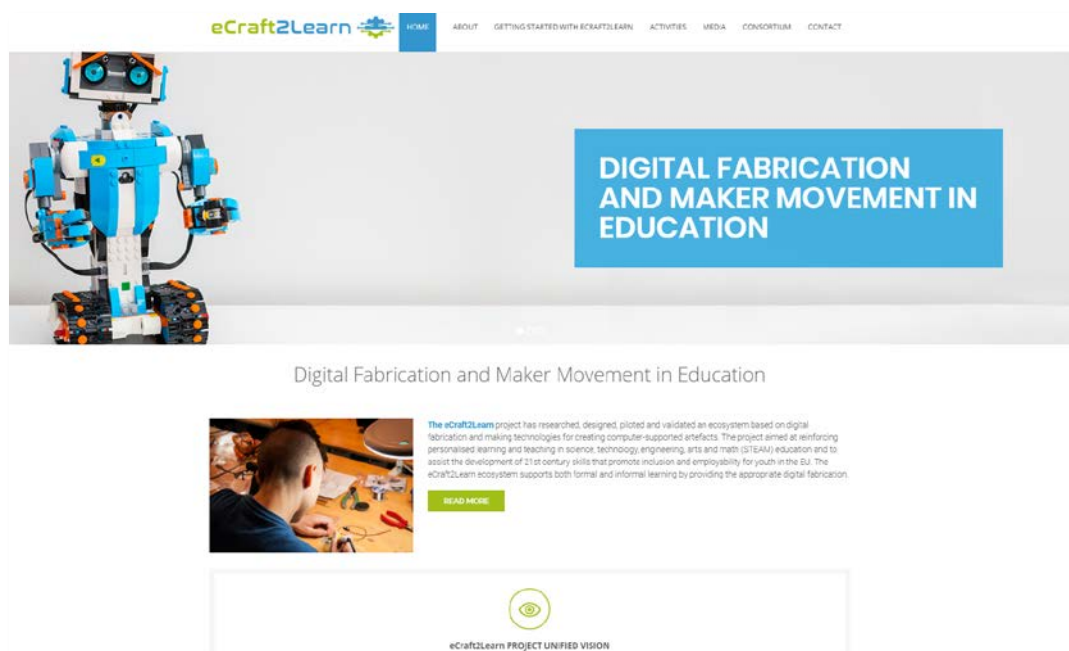 eCraft2Learn
HOME ABOUT GETTING STARTED WITH ECRAFT2LEARN ACTIVITIES MEDIA CONSORTIUM CONTACT
DIGITAL FABRICATION
AND MAKER MOVEMENT IN
EDUCATION
Digital Fabrication and Maker Movement in Education
The eCraft2Learn project has researched, designed, piloted and validated an ecosystem based on digital
fabrication and making technologies for creating computer-supported artefacts. The project aimed at reinforcing
personalised learning and teaching in science, technology, engineering, arts and math (STEAM) education and to
assist the development of 21st century skills that promote inclusion and employability for youth in the EU. The
eCraft2Learn ecosystem supports both formal and informal learning by providing the appropriate digital fabrication.
READ MORE
eCraft2Learn PROJECT UNIFIED VISION